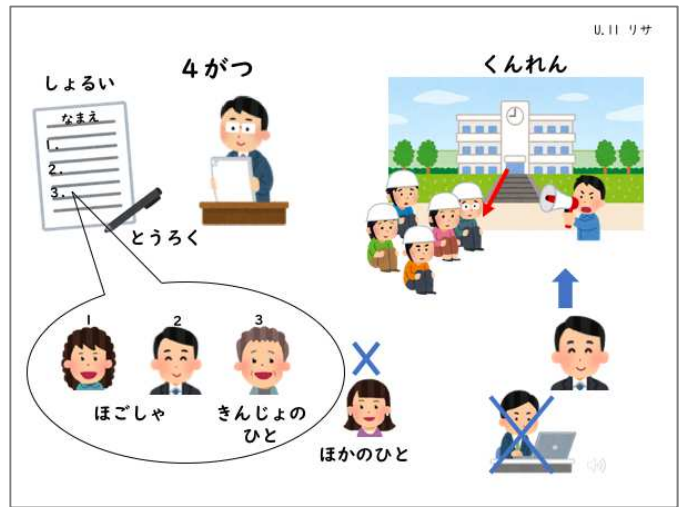 U.11 リサ
4がつ
くんれん
しょるい
なまえ
1.
2.
3.
とうろく
1
2
3
ほごしゃ
きんじょの
ひと
ほかのひと